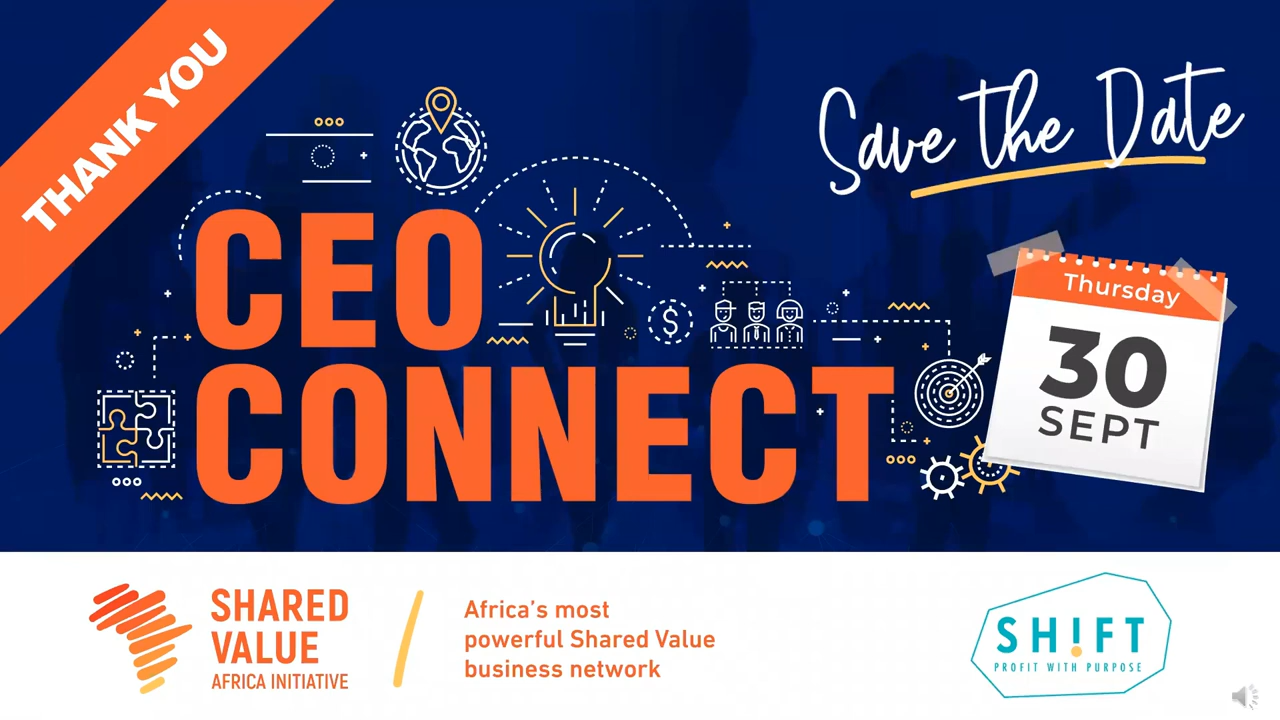 THANK YOU
Save the Date
CEO
CONNECT
$
Thursday
30
SEPT
SHARED
VALUE
AFRICA INITIATIVE
Africa's most
powerful Shared Value
business network
SH!FT
PROFIT WITH PURPOSE